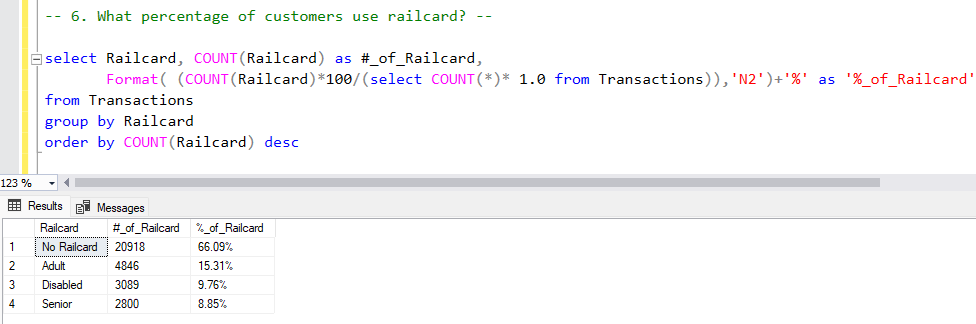 -- 6. What percentage of customers use railcard? --
select Railcard, COUNT(Railcard) as #_of_Railcard,
Format( (COUNT(Railcard)*100/(select COUNT(*)* 1.0 from Transactions)),'N2')+'%' as '%_of_Railcard'
from Transactions
group by Railcard
order by COUNT(Railcard) desc
123 %
Results Messages
Railcard #_of_Railcard %_of_Railcard
1 No Railcard 20918 66.09%
2 Adult 4846 15.31%
3 Disabled 3089 9.76%
4 Senior 2800 8.85%